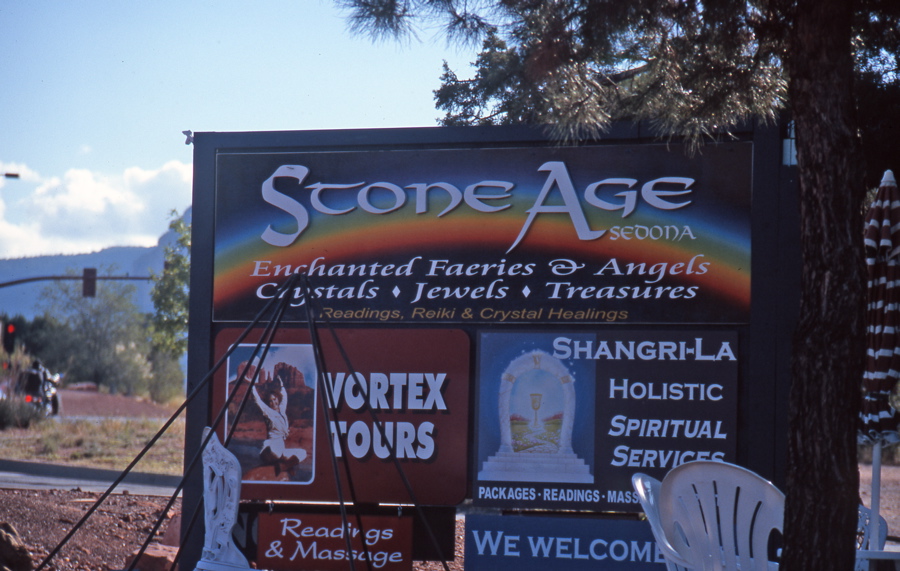 STONE AGE
SEDONA
Enchanted Faeries & Angels
Crystals ♦ Jewels ♦ Treasures
Readings, Reiki & Crystal Healings
VORTEX
TOURS
SHANGRI-LA
HOLISTIC
SPIRITUAL
SERVICES
PACKAGES · READINGS ·
Readings
& Massage
WE WELCOME